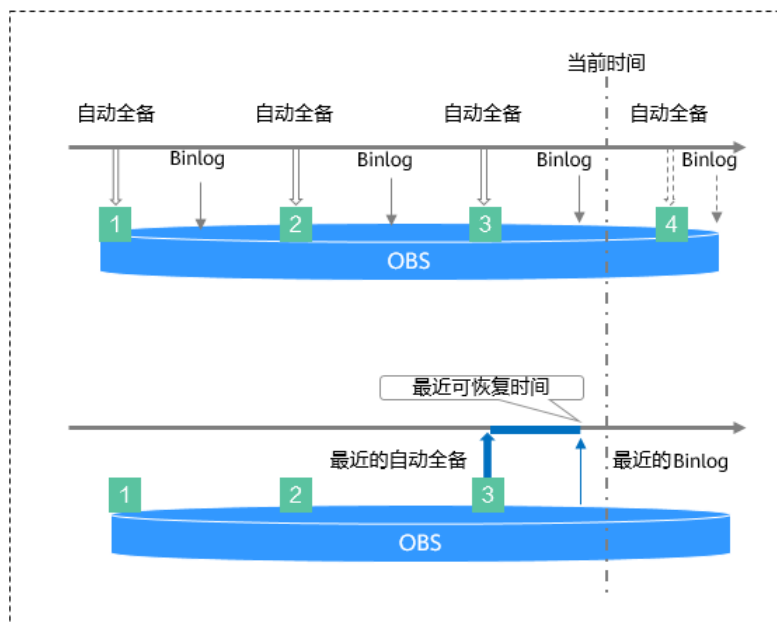 当前时间
自动全备 自动全备 自动全备 自动全备
Binlog Binlog Binlog Binlog
1 2 3 4
OBS
最近可恢复时间
最近的自动全备 最近的Binlog
1 2 3
OBS